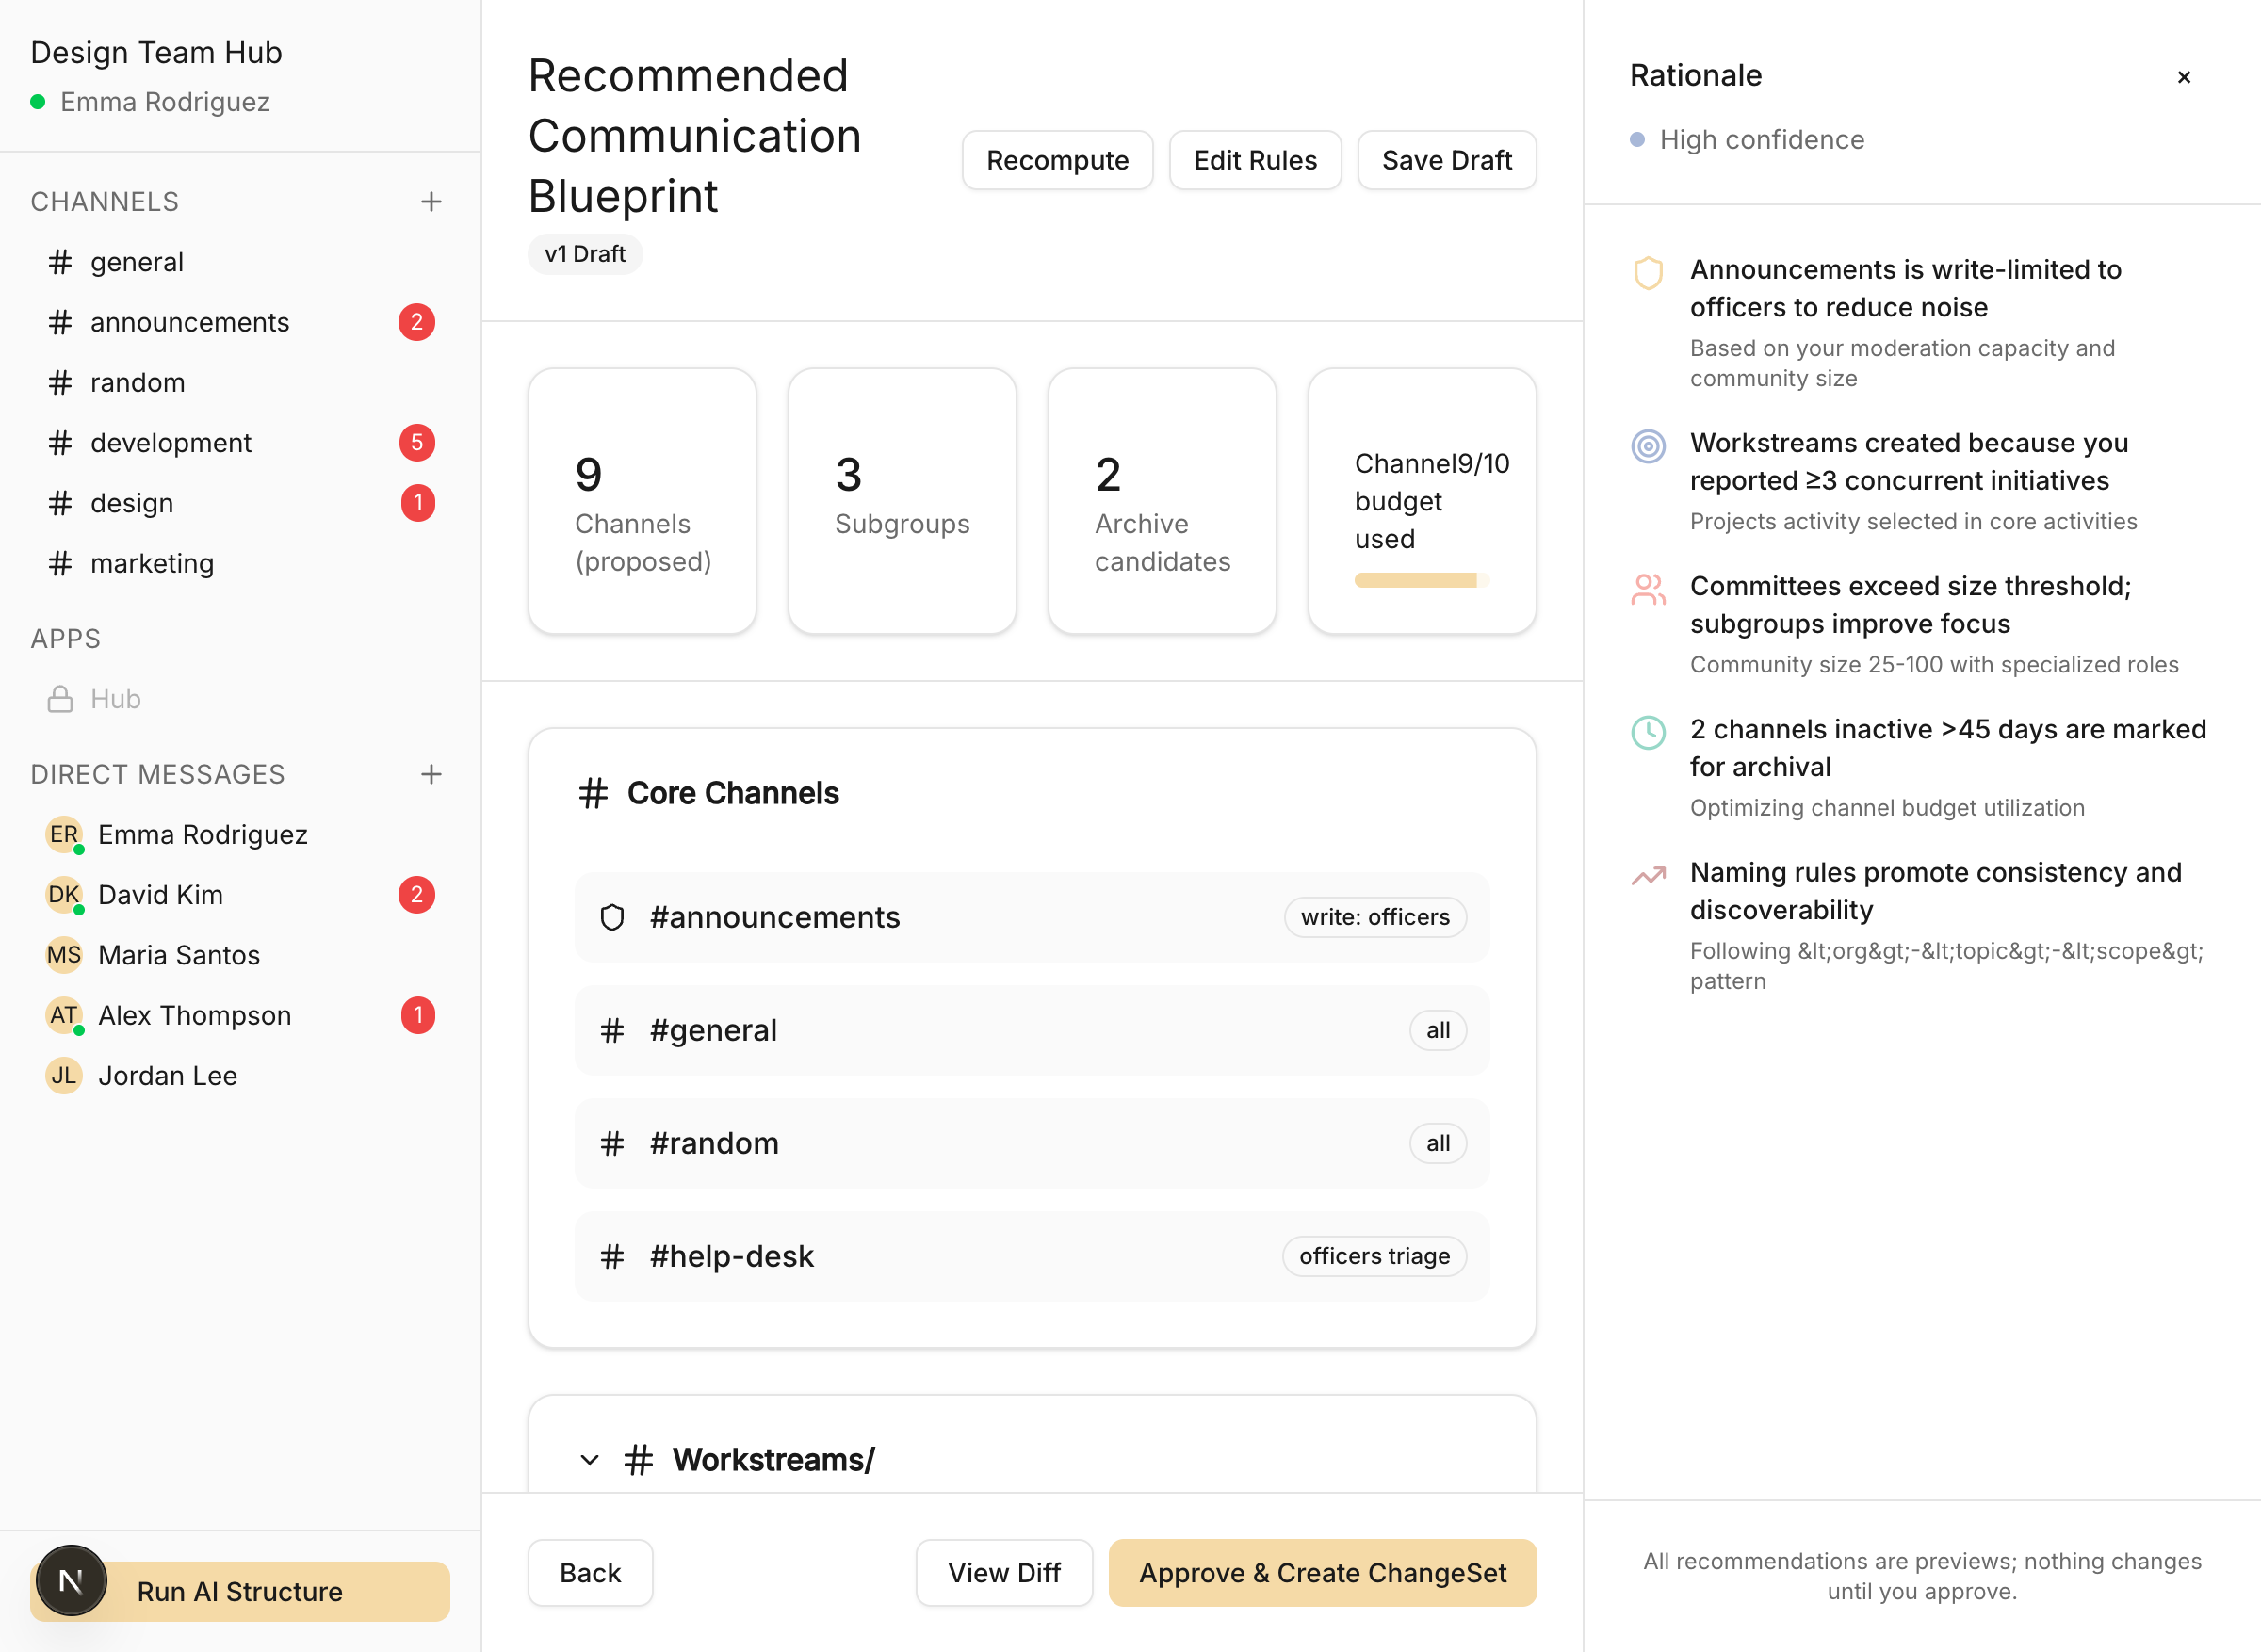 Design Team Hub
Emma Rodriguez
CHANNELS
general
announcements 2
random
development 5
design 1
marketing
APPS
Hub
DIRECT MESSAGES
ER Emma Rodriguez
DK David Kim 2
MS Maria Santos
AT Alex Thompson 1
JL Jordan Lee
N Run AI Structure
Recommended
Communication
Blueprint
v1 Draft
Recompute
Edit Rules
Save Draft
9
Channels
(proposed)
3
Subgroups
2
Archive
candidates
Channel9/10
budget
used
# Core Channels
#announcements write: officers
# #general all
# #random all
# #help-desk officers triage
# Workstreams/
Back
View Diff
Approve & Create ChangeSet
Rationale ×
High confidence
Announcements is write-limited to
officers to reduce noise
Based on your moderation capacity and
community size
Workstreams created because you
reported ≥3 concurrent initiatives
Projects activity selected in core activities
Committees exceed size threshold;
subgroups improve focus
Community size 25-100 with specialized roles
2 channels inactive >45 days are marked
for archival
Optimizing channel budget utilization
Naming rules promote consistency and
discoverability
Following &lt;org&gt;-&lt;topic&gt;-&lt;scope&gt;
pattern
All recommendations are previews; nothing changes
until you approve.